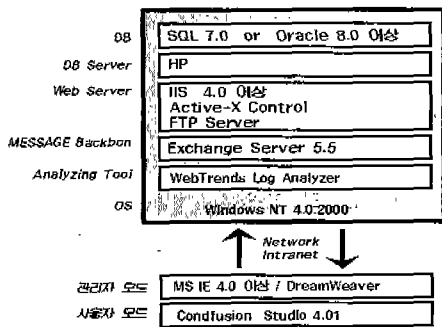 DB SQL 7.0 or Oracle 8.0 이상
DB Server HP
Web Server IIS 4.0 이상
Active-X Control
FTP Server
MESSAGE Backbon Exchange Server 5.5
Analyzing Tool WebTrends Log Analyzer
OS Windows NT 4.0:2000
Network
Intranet
관리자 모드 MS IE 4.0 이상 / DreamWeaver
사용자 모드 Condfusion Studio 4.01